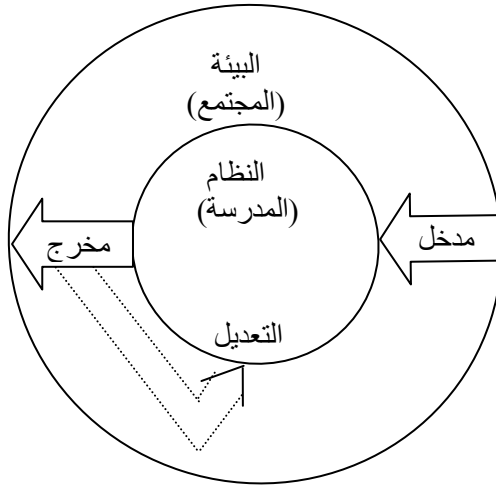 البيئة
(المجتمع)
النظام
(المدرسة)
مدخل
مخرج
التعديل